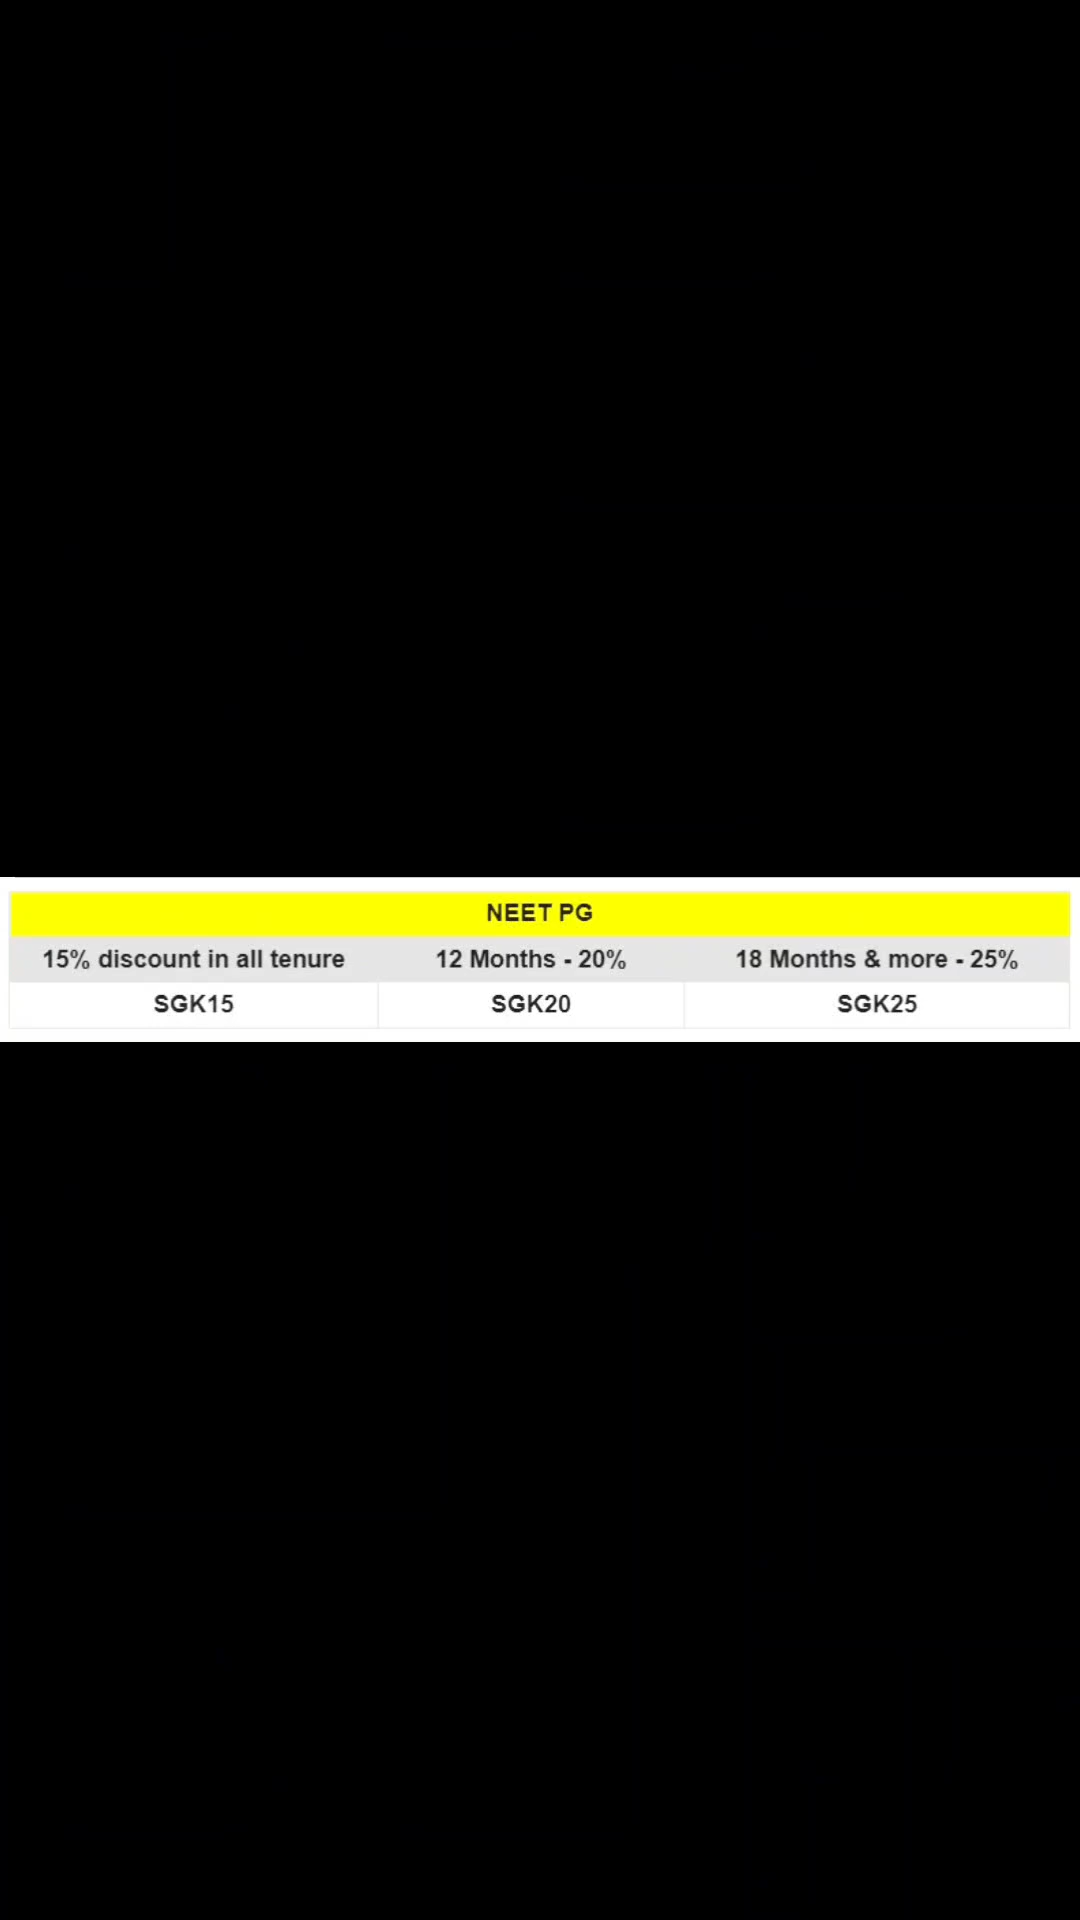 NEET PG
15% discount in all tenure 12 Months - 20% 18 Months & more - 25%
SGK15 SGK20 SGK25